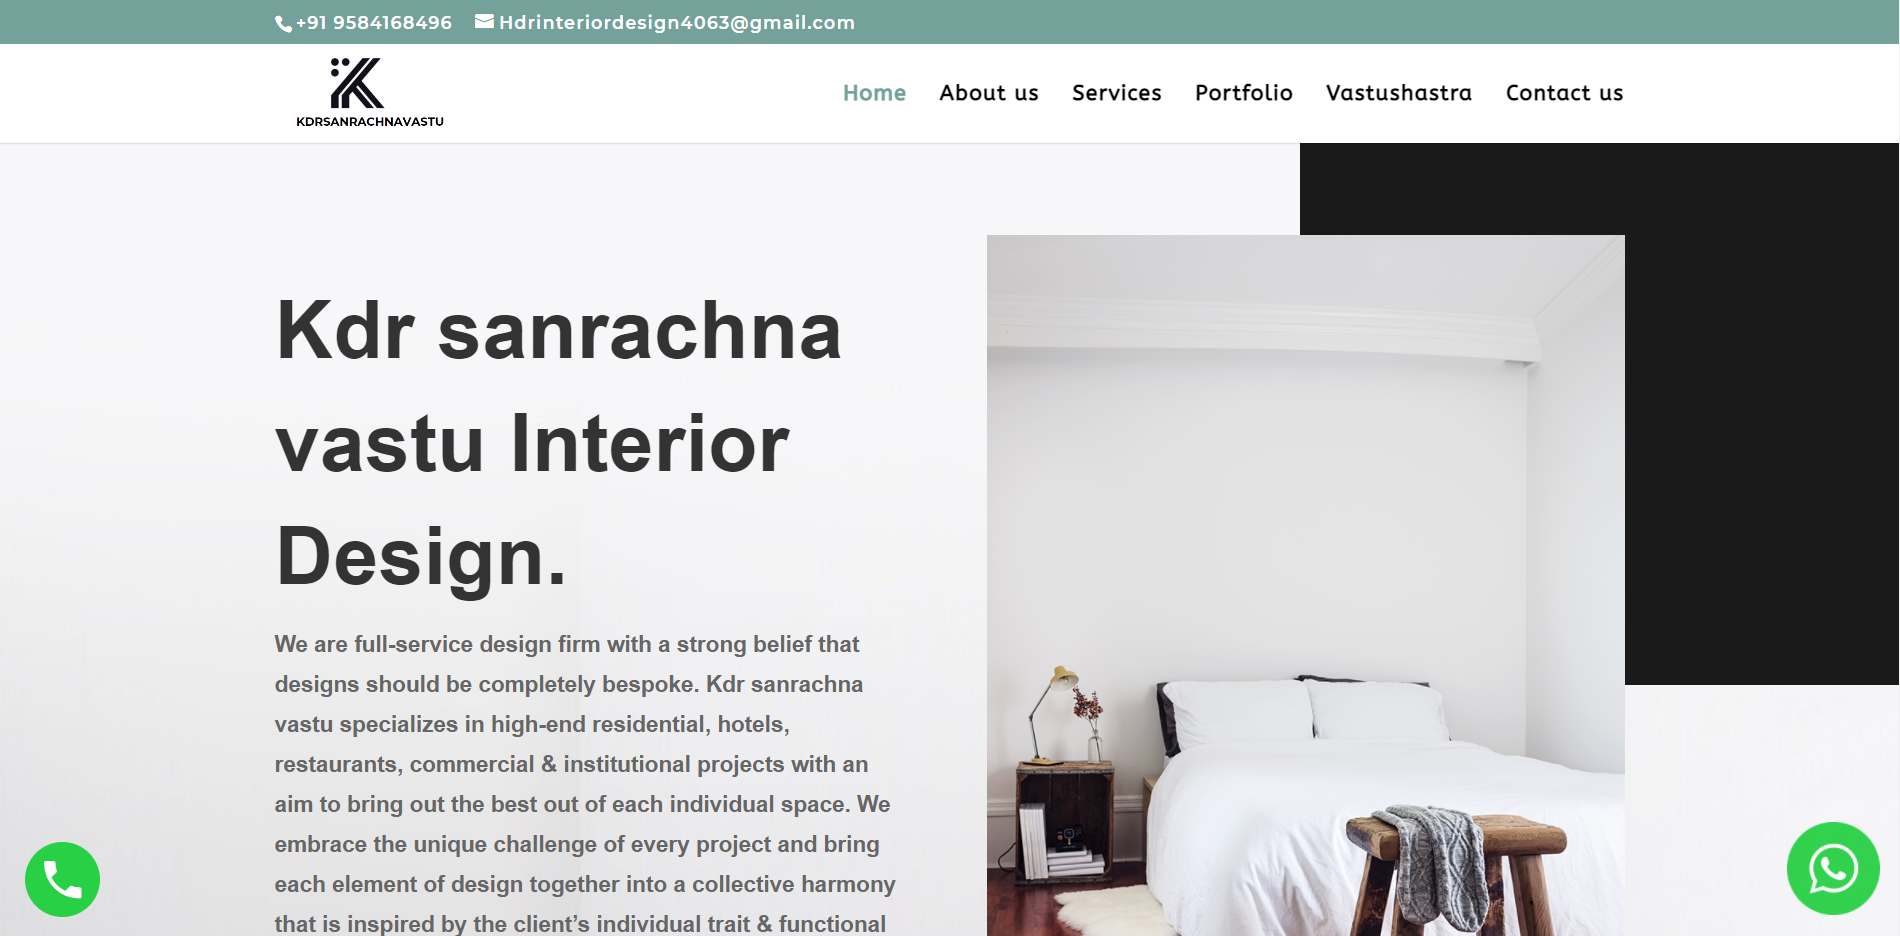 +91 9584168496 Hdrinteriordesign4063@gmail.com
KDRSANRACHNAVASTU
Home About us Services Portfolio Vastushastra Contact us
Kdr sanrachna
vastu Interior
Design.
We are full-service design firm with a strong belief that
designs should be completely bespoke. Kdr sanrachna
vastu specializes in high-end residential, hotels,
restaurants, commercial & institutional projects with an
aim to bring out the best out of each individual space. We
embrace the unique challenge of every project and bring
each element of design together into a collective harmony
that is inspired by the client’s individual trait & functional